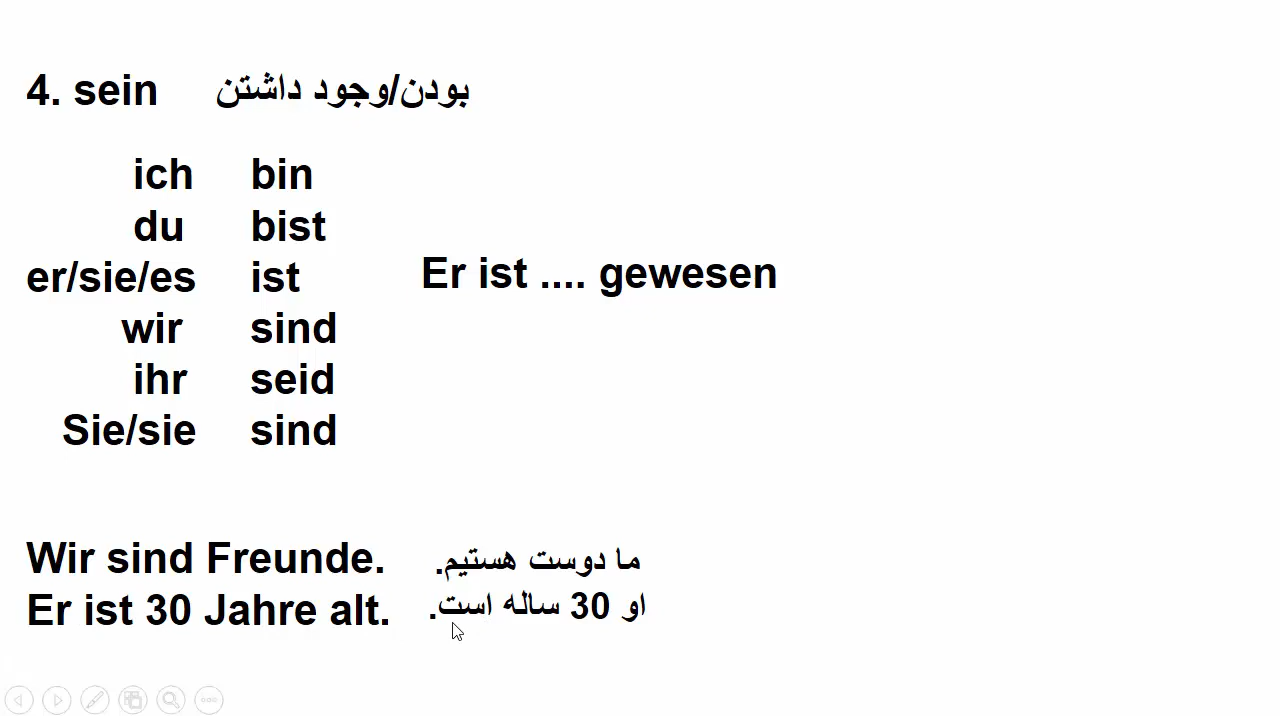 4. sein بودن/وجود داشتن
ich bin
du bist
er/sie/es ist Er ist .... gewesen
wir sind
ihr seid
Sie/sie sind
Wir sind Freunde. ما دوست هستیم.
Er ist 30 Jahre alt. او 30 ساله است.